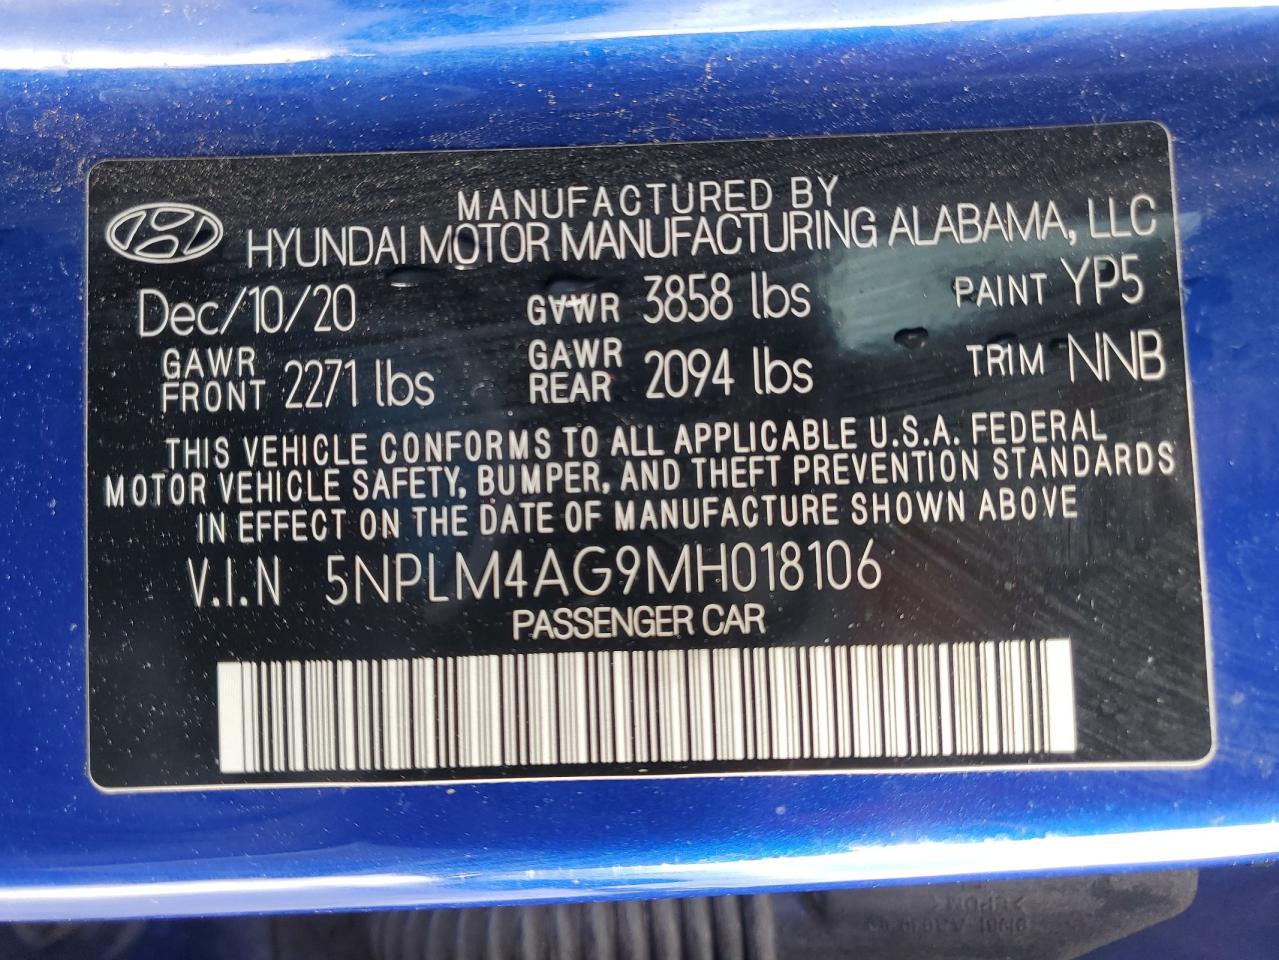 MANUFACTURED BY
HYUNDAI MOTOR MANUFACTURING ALABAMA, LLC
Dec/10/20 GVWR 3858 lbs PAINT YP5
GAWR FRONT 2271 lbs GAWR REAR 2094 lbs TRIM NNB
THIS VEHICLE CONFORMS TO ALL APPLICABLE U.S.A. FEDERAL
MOTOR VEHICLE SAFETY, BUMPER, AND THEFT PREVENTION STANDARDS
IN EFFECT ON THE DATE OF MANUFACTURE SHOWN ABOVE
V.I.N 5NPLM4AG9MH018106
PASSENGER CAR